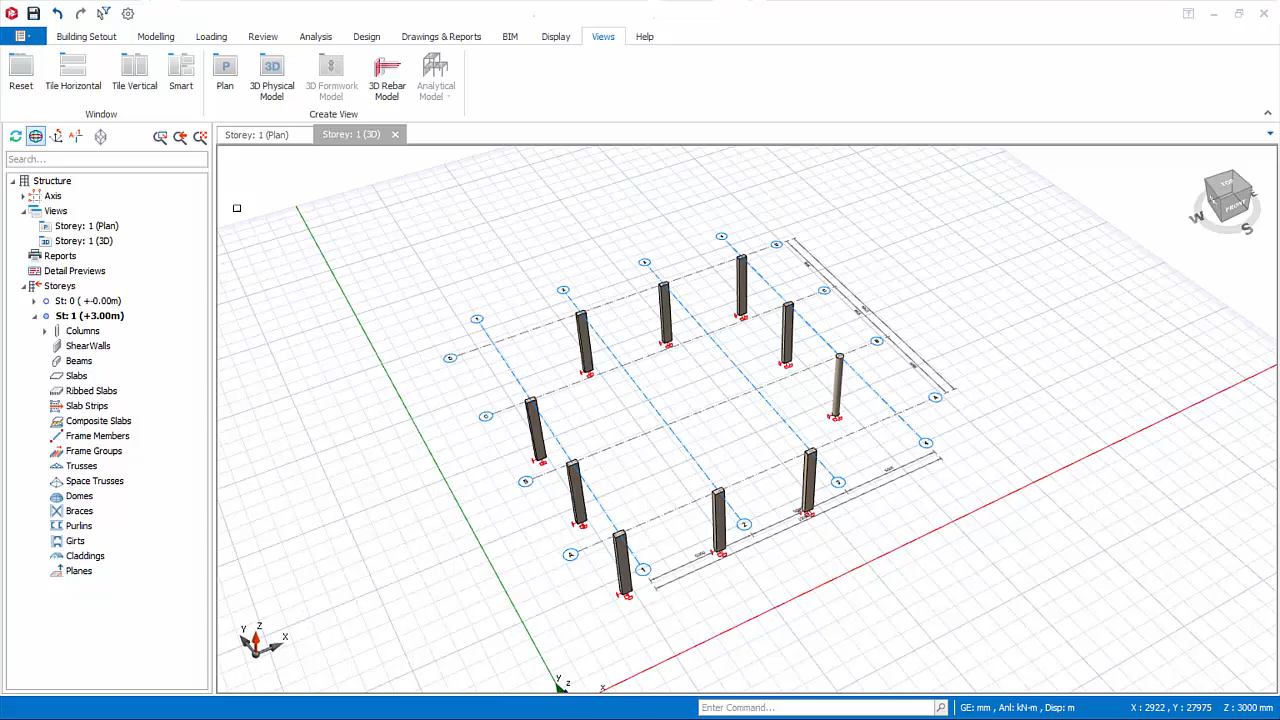 Building Setout Modelling Loading Review Analysis Design Drawings & Reports BIM Display Views Help
P 3D
Reset Tile Horizontal Tile Vertical Smart Plan 3D Physical Model 3D Formwork Model 3D Rebar Model Analytical Model
Window Create View
Storey: 1 (Plan) Storey: 1 (3D)
Search...
Structure
Axis
Views
Storey: 1 (Plan)
Storey: 1 (3D)
Reports
Detail Previews
Storeys
St: 0 ( +-0.00m)
St: 1 (+3.00m)
Columns
ShearWalls
Beams
Slabs
Ribbed Slabs
Slab Strips
Composite Slabs
Frame Members
Frame Groups
Trusses
Space Trusses
Domes
Braces
Purlins
Girts
Claddings
Planes
TOP
FRONT
W
S
Y Z X
Y Z X
Enter Command... GE: mm , Anl: kN-m , Disp: m X : 2922 , Y : 27975 Z : 3000 mm